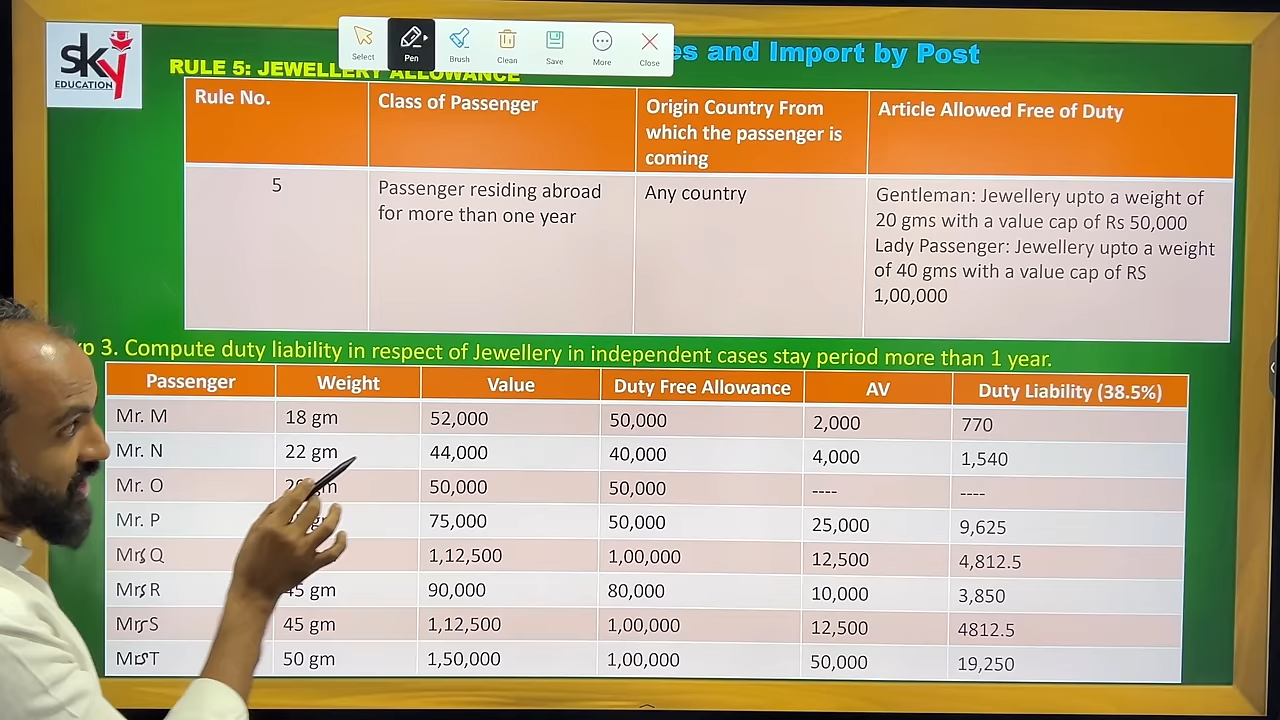 sky
EDUCATION
Select
Pen
Brush
Clean
Save
More
Close
es and Import by Post
RULE 5: JEWELLERY ALLOWANCE
Rule No. Class of Passenger Origin Country From which the passenger is coming Article Allowed Free of Duty
5 Passenger residing abroad for more than one year Any country Gentleman: Jewellery upto a weight of 20 gms with a value cap of Rs 50,000
Lady Passenger: Jewellery upto a weight of 40 gms with a value cap of RS 1,00,000
3. Compute duty liability in respect of Jewellery in independent cases stay period more than 1 year.
Passenger Weight Value Duty Free Allowance AV Duty Liability (38.5%)
Mr. M 18 gm 52,000 50,000 2,000 770
Mr. N 22 gm 44,000 40,000 4,000 1,540
Mr. O 50,000 50,000 ---- ----
Mr. P 75,000 50,000 25,000 9,625
Mrs Q 1,12,500 1,00,000 12,500 4,812.5
Mrs R 45 gm 90,000 80,000 10,000 3,850
Mrs S 45 gm 1,12,500 1,00,000 12,500 4812.5
Mrs T 50 gm 1,50,000 1,00,000 50,000 19,250